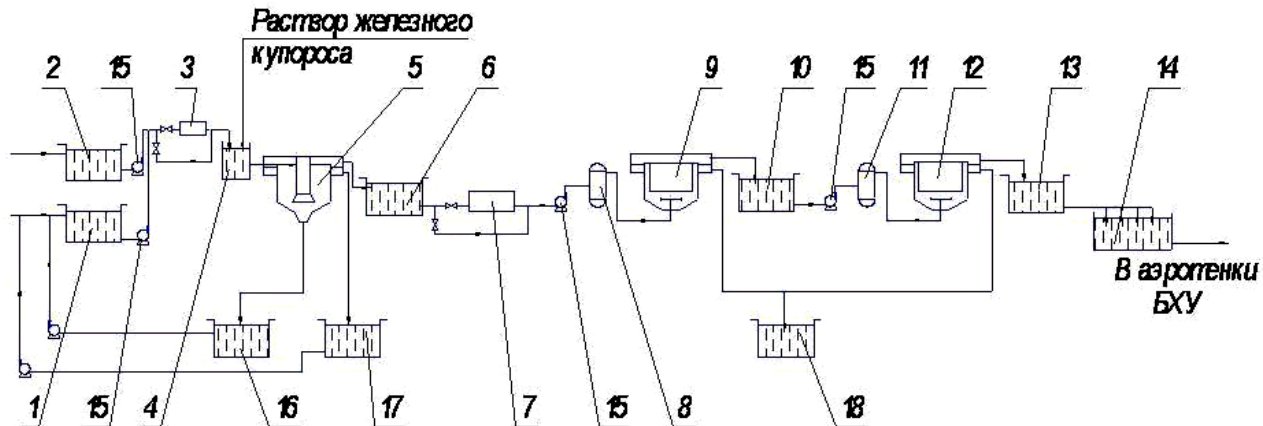 Раствор железного
купороса
2 15 3 5 6 9 10 15 11 12 13 14
В аэротенки
БХУ
1 15 4 16 17 7 15 8 18